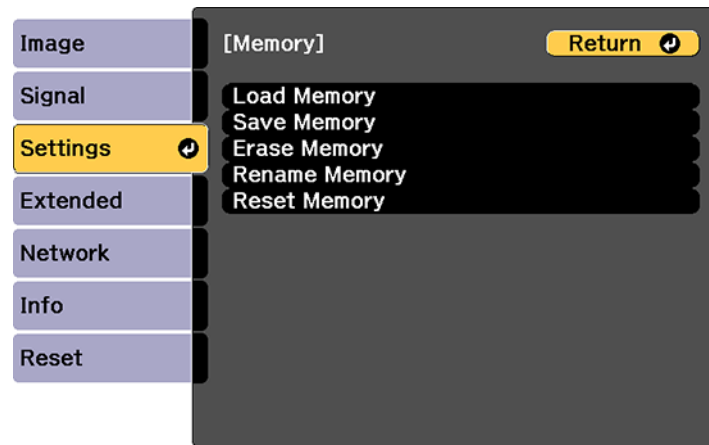 Image
Signal
Settings
Extended
Network
Info
Reset
[Memory]
Return
Load Memory
Save Memory
Erase Memory
Rename Memory
Reset Memory